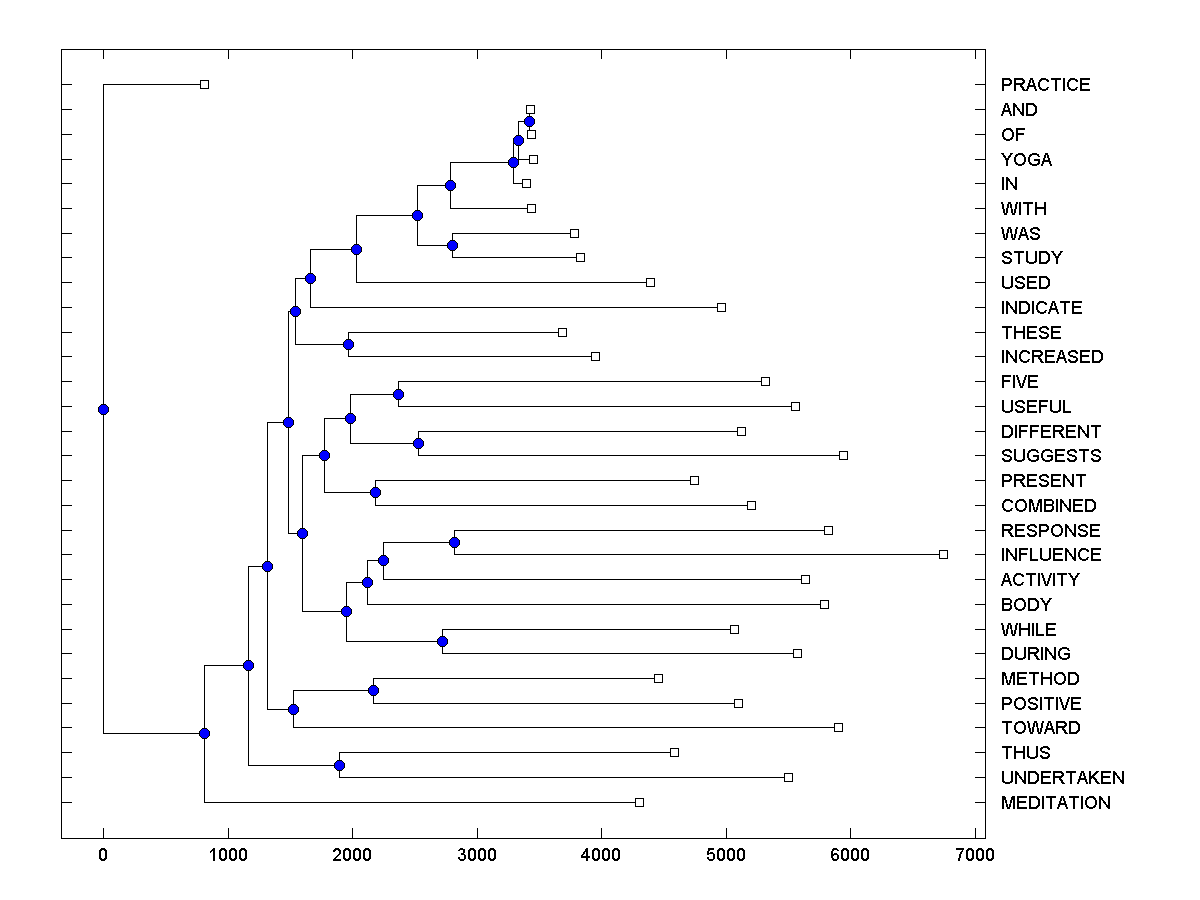 PRACTICE
AND
OF
YOGA
IN
WITH
WAS
STUDY
USED
INDICATE
THESE
INCREASED
FIVE
USEFUL
DIFFERENT
SUGGESTS
PRESENT
COMBINED
RESPONSE
INFLUENCE
ACTIVITY
BODY
WHILE
DURING
METHOD
POSITIVE
TOWARD
THUS
UNDERTAKEN
MEDITATION
0 1000 2000 3000 4000 5000 6000 7000